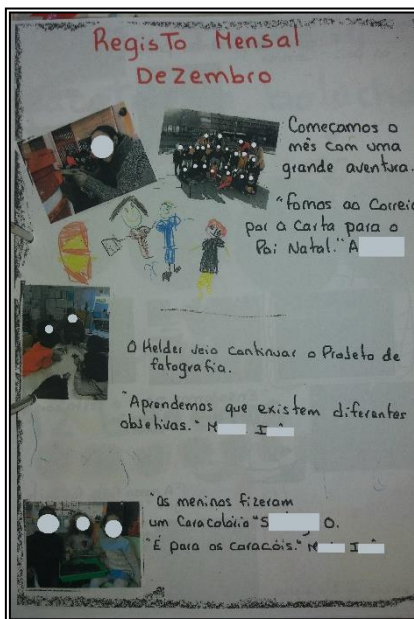 Registo Mensal
Dezembro
Começamos o
mês com uma
grande aventura.
"fomos ao Correio
por a Carta para o
Pai Natal." A
O Helder veio continuar o Projeto de
fotografia.
"Aprendemos que existem diferentes
objetivas." M I
"Os meninos fizeram
um Caracolário" S O.
"É para os caracóis." M I